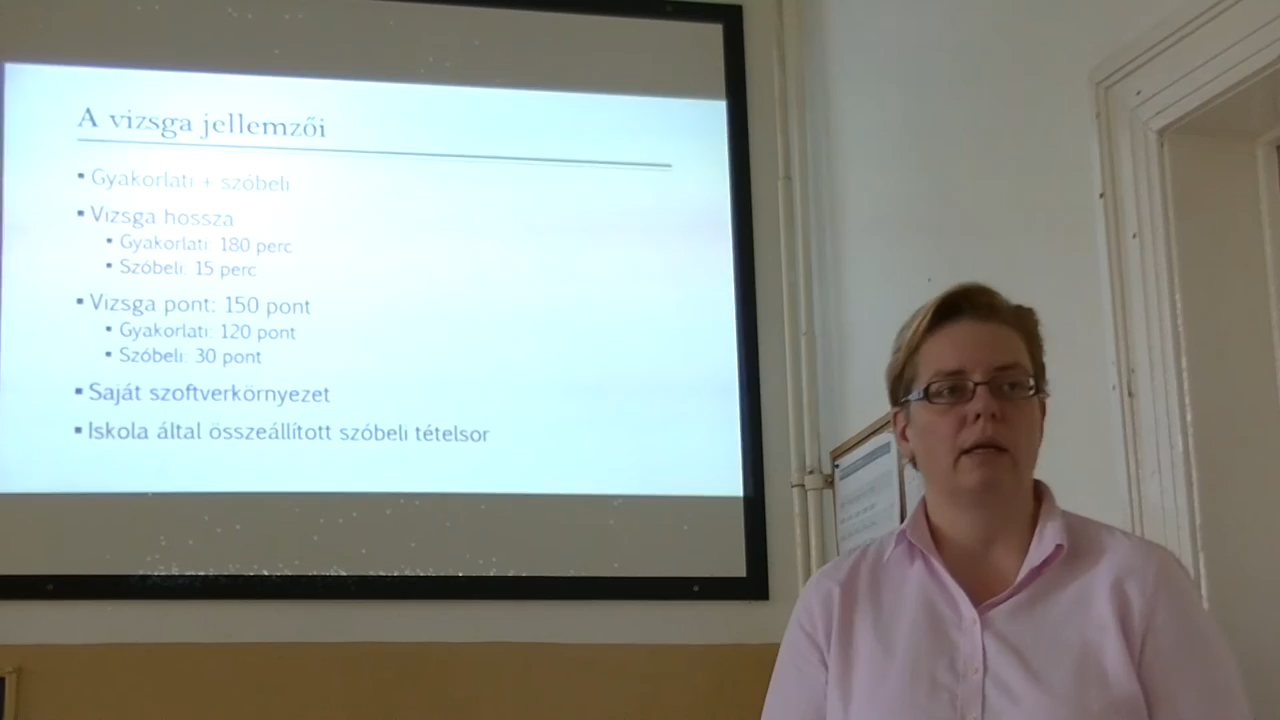 A vizsga jellemzői
▪ Gyakorlati + szóbeli
▪ Vizsga hossza
▪ Gyakorlati: 180 perc
▪ Szóbeli: 15 perc
▪ Vizsga pont: 150 pont
▪ Gyakorlati: 120 pont
▪ Szóbeli: 30 pont
▪ Saját szoftverkörnyezet
▪ Iskola által összeállított szóbeli tételsor